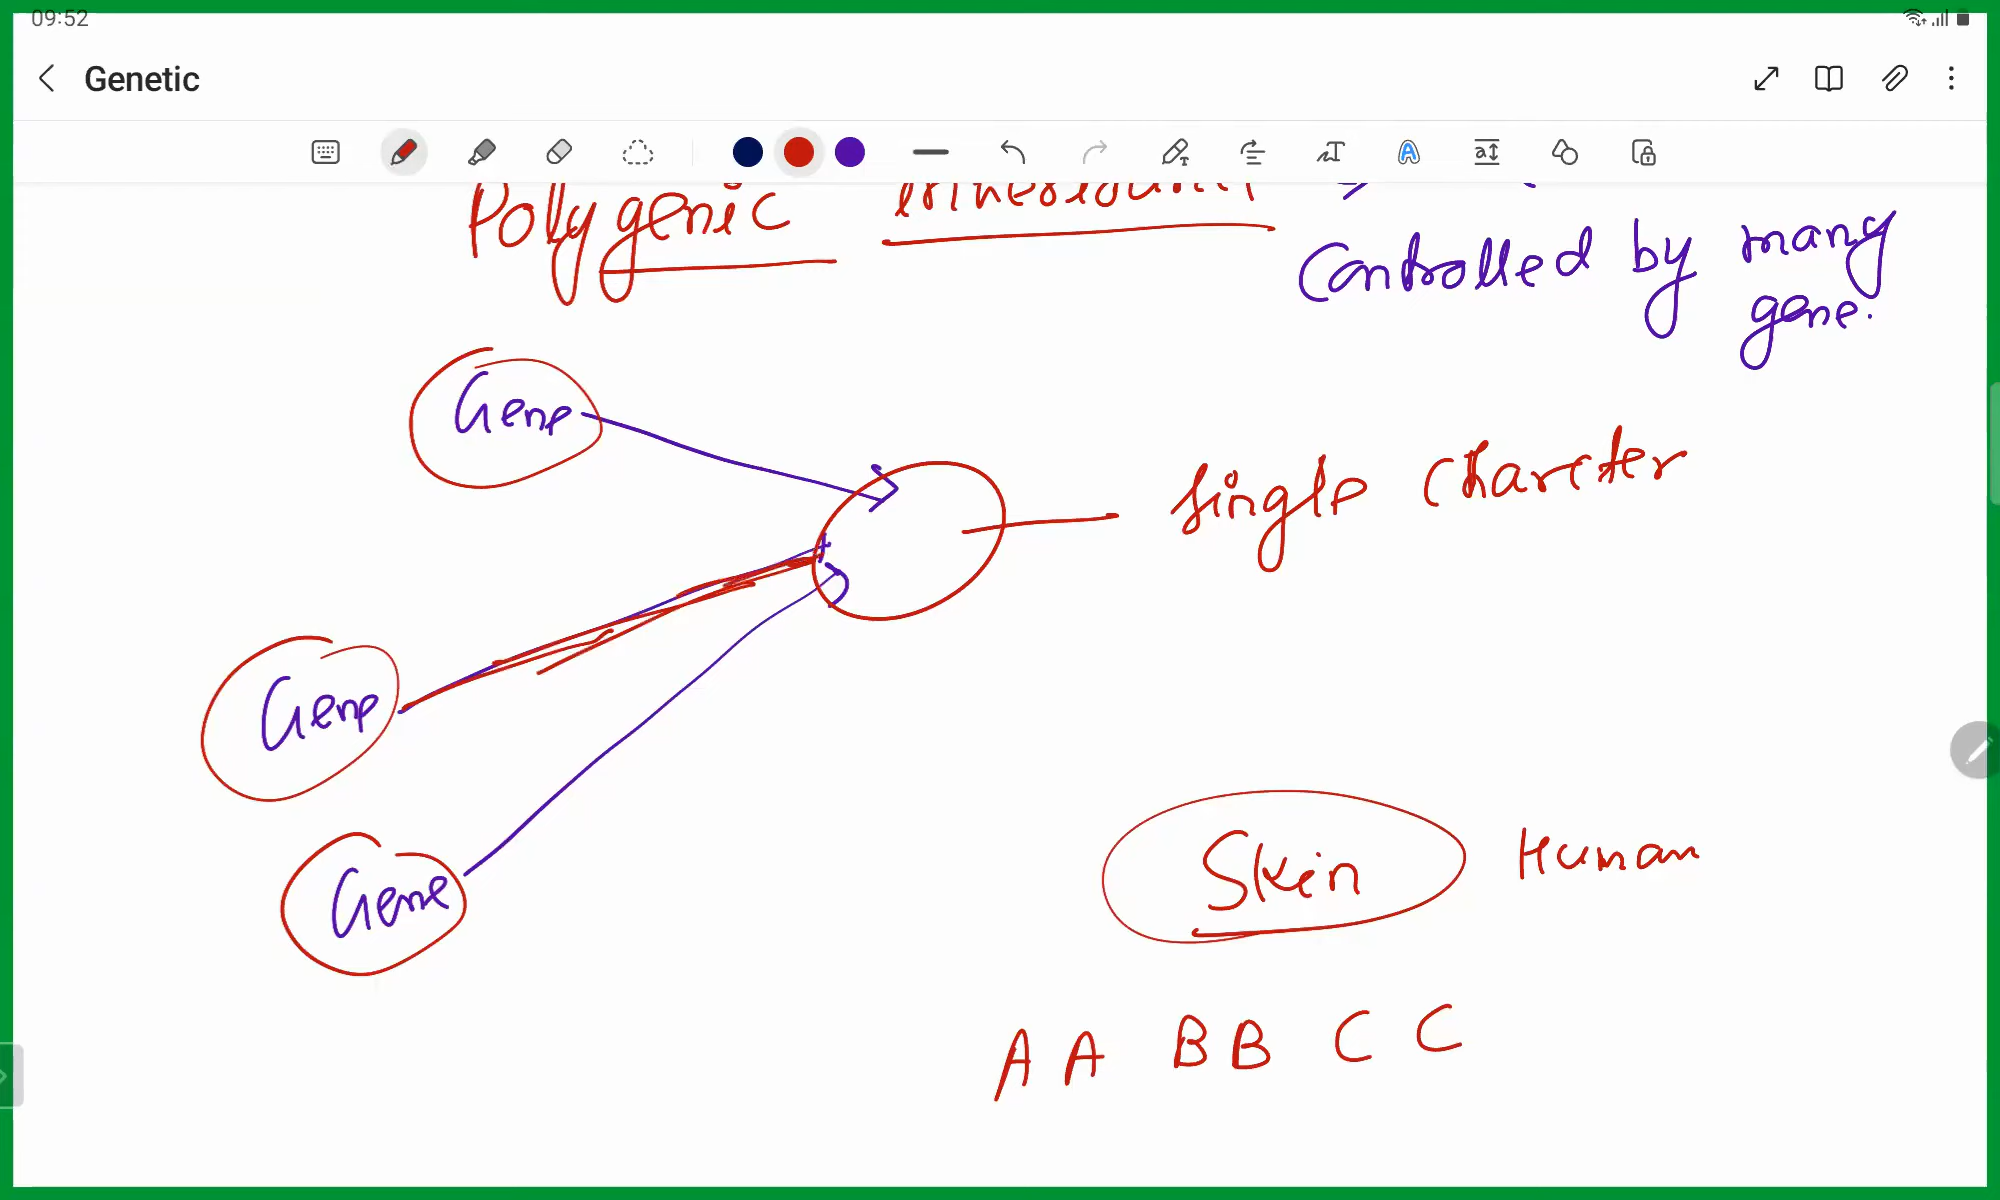 09:52
Genetic
Polygenic
Controlled by many
gene.
Gene
Single Charcter
Gene
Gene
Skin Human
A A B B C C